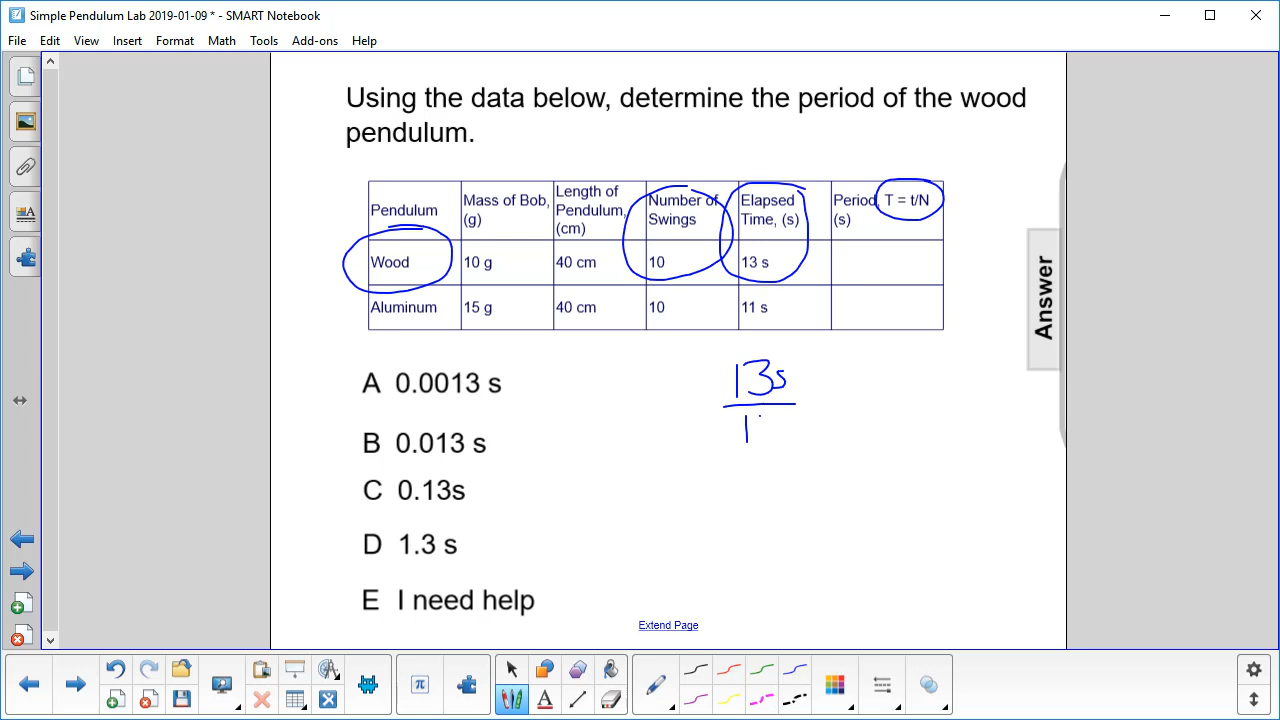 Simple Pendulum Lab 2019-01-09 * - SMART Notebook
File Edit View Insert Format Math Tools Add-ons Help
Using the data below, determine the period of the wood
pendulum.
Pendulum
Mass of Bob,
(g)
Length of
Pendulum,
(cm)
Number of
Swings
Elapsed
Time, (s)
Period, T = t/N
(s)
Wood 10 g 40 cm 10 13 s
Aluminum 15 g 40 cm 10 11 s
Answer
13s
1
A 0.0013 s
B 0.013 s
C 0.13s
D 1.3 s
E I need help
Extend Page